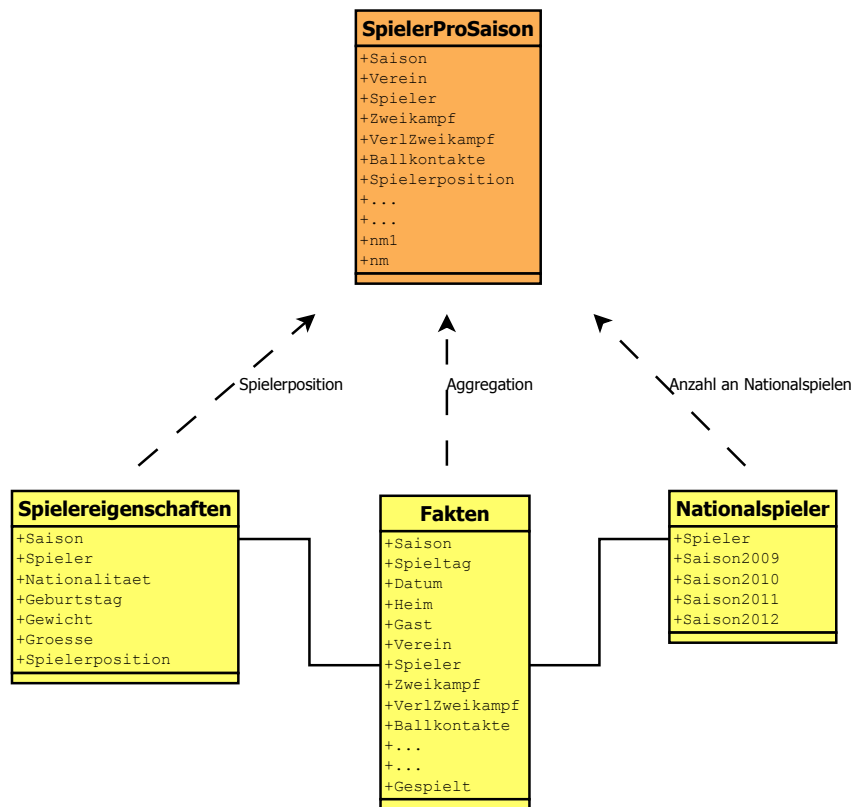 SpielerProSaison
+Saison
+Verein
+Spieler
+Zweikampf
+VerlZweikampf
+Ballkontakte
+Spielerposition
+...
+...
+nm1
+nm
Spielerposition
Aggregation
Anzahl an Nationalspielen
Spielereigenschaften
+Saison
+Spieler
+Nationalitaet
+Geburtstag
+Gewicht
+Groesse
+Spielerposition
Fakten
+Saison
+Spieltag
+Datum
+Heim
+Gast
+Verein
+Spieler
+Zweikampf
+VerlZweikampf
+Ballkontakte
+...
+...
+Gespielt
Nationalspieler
+Spieler
+Saison2009
+Saison2010
+Saison2011
+Saison2012